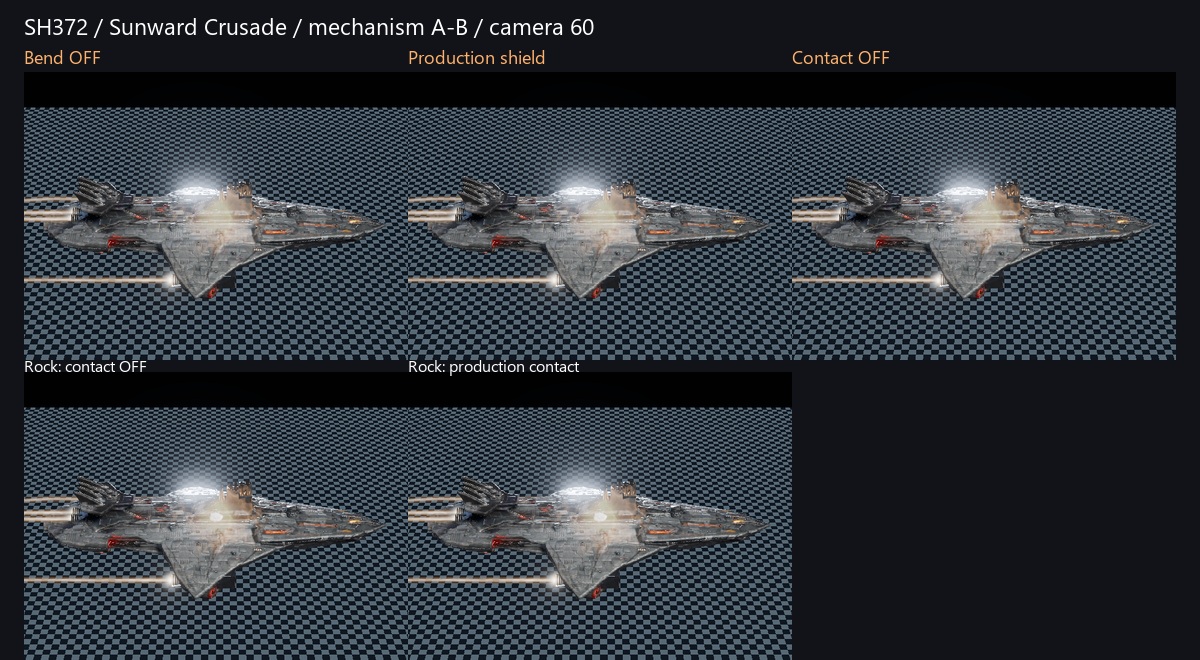 SH372 / Sunward Crusade / mechanism A-B / camera 60
Bend OFF
Production shield
Contact OFF
Rock: contact OFF
Rock: production contact